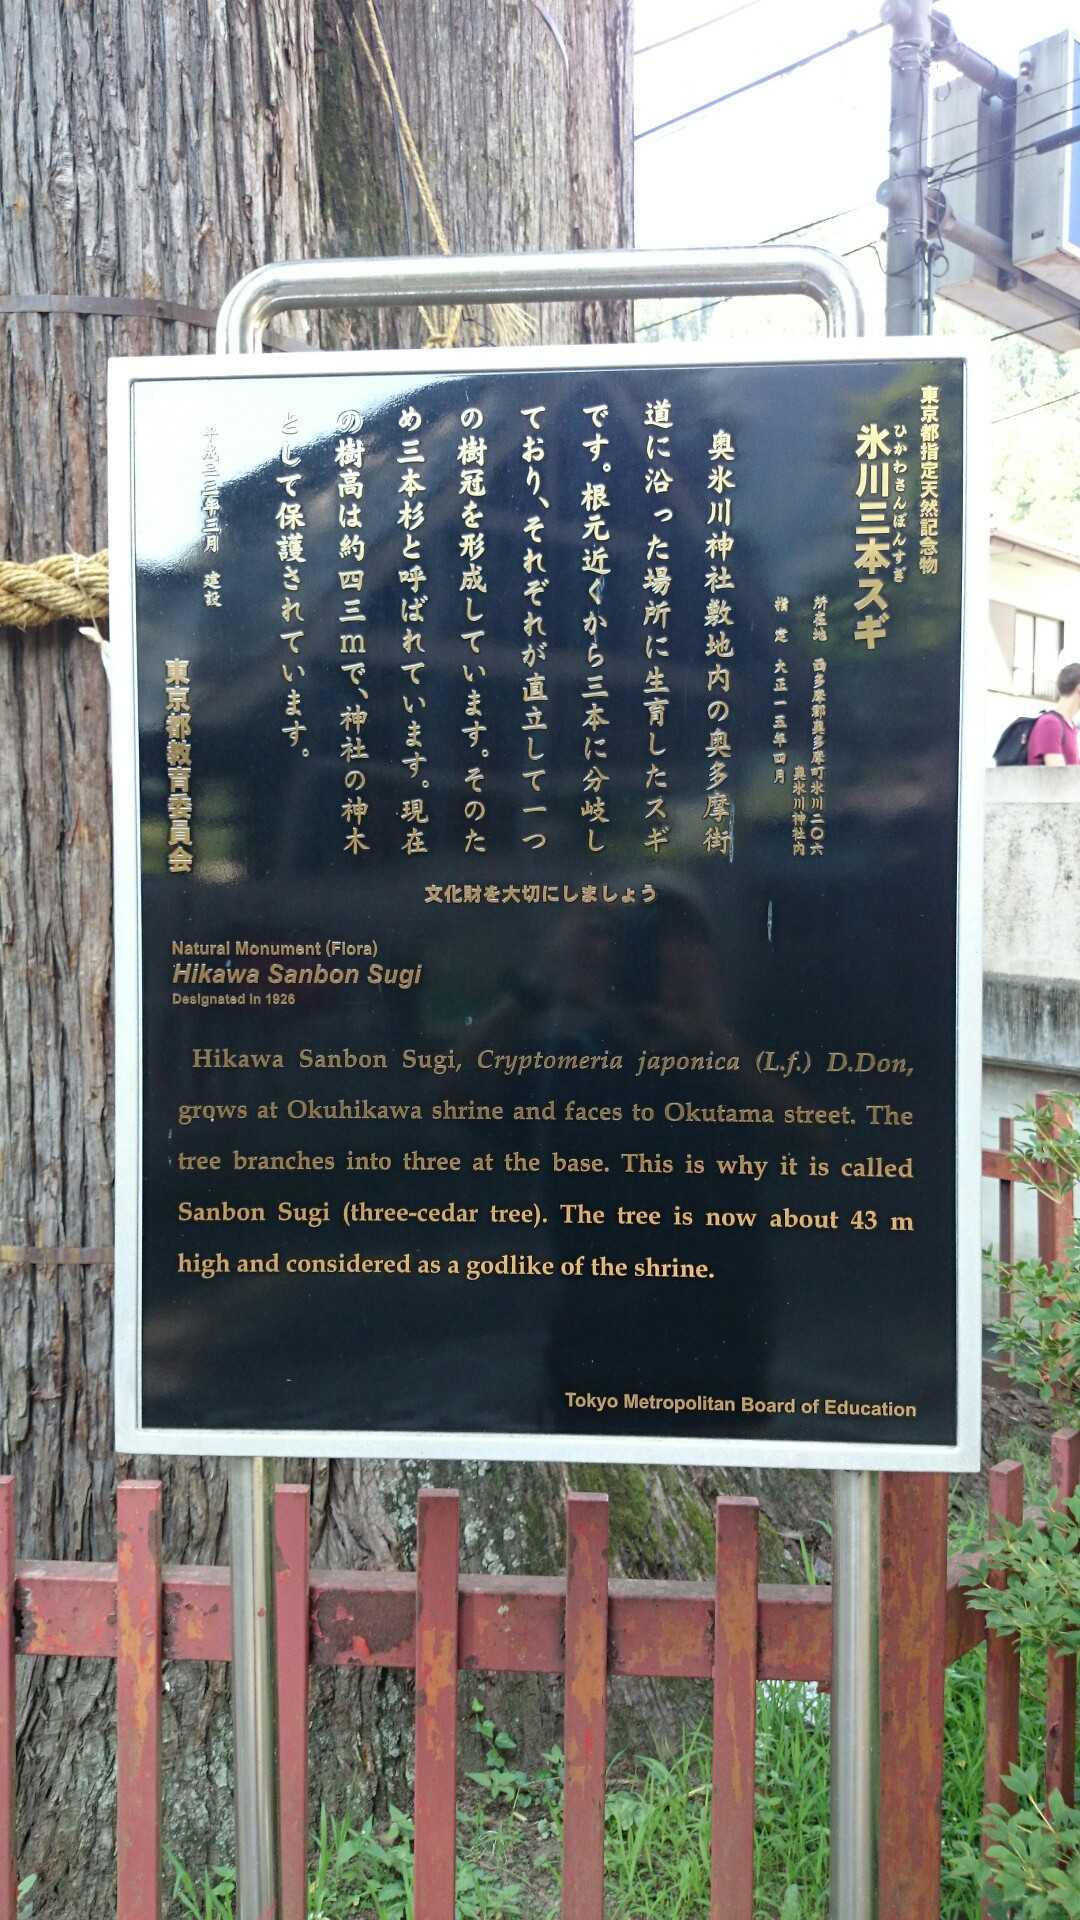 東京都指定天然記念物
ひかわさんぼんすぎ
氷川三本スギ
所在地 西多摩郡奥多摩町氷川二〇六
奥氷川神社内
指定 大正一五年四月
奥氷川神社敷地内の奥多摩街
道に沿った場所に生育したスギ
です。根元近くから三本に分岐し
ており、それぞれが直立して一つ
の樹冠を形成しています。そのた
め三本杉と呼ばれています。現在
の樹高は約四三mで、神社の神木
として保護されています。
平成二三年三月 建設
東京都教育委員会
文化財を大切にしましょう
Natural Monument (Flora)
Hikawa Sanbon Sugi
Designated in 1926
Hikawa Sanbon Sugi, Cryptomeria japonica (L.f.) D.Don,
grows at Okuhikawa shrine and faces to Okutama street. The
tree branches into three at the base. This is why it is called
Sanbon Sugi (three-cedar tree). The tree is now about 43 m
high and considered as a godlike of the shrine.
Tokyo Metropolitan Board of Education